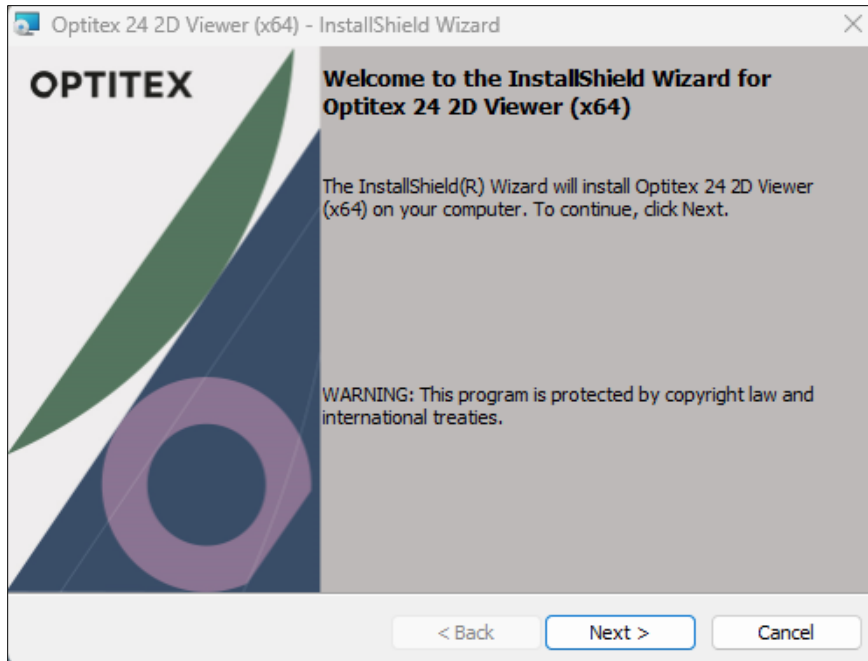 Optitex 24 2D Viewer (x64) - InstallShield Wizard
OPTITEX
Welcome to the InstallShield Wizard for
Optitex 24 2D Viewer (x64)
The InstallShield(R) Wizard will install Optitex 24 2D Viewer
(x64) on your computer. To continue, click Next.
WARNING: This program is protected by copyright law and
international treaties.
< Back
Next >
Cancel